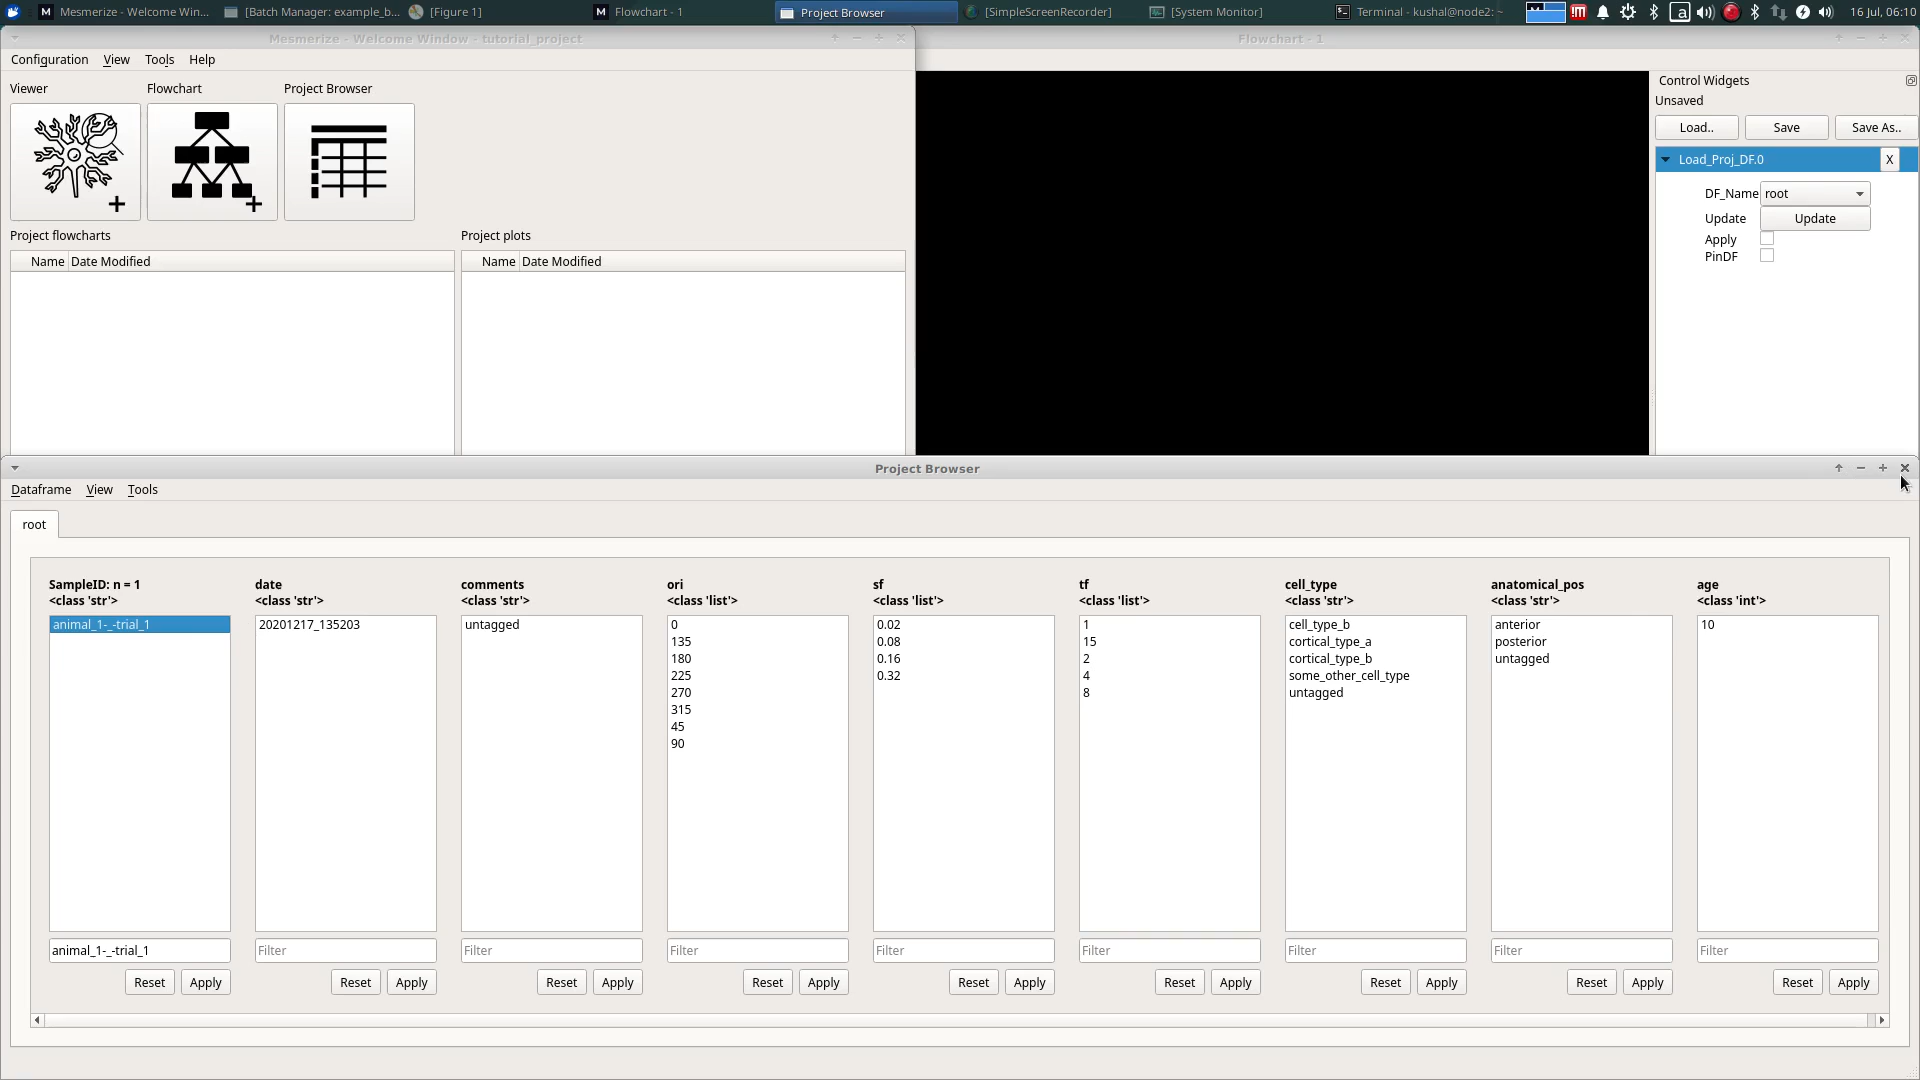 Mesmerize - Welcome Win...
[Batch Manager: example_b...
[Figure 1]
Flowchart - 1
Project Browser
[SimpleScreenRecorder]
[System Monitor]
Terminal - kushal@node2: ~
16 Jul, 06:10
Mesmerize - Welcome Window - tutorial_project
Configuration View Tools Help
Viewer Flowchart Project Browser
Project flowcharts
Name Date Modified
Project plots
Name Date Modified
Flowchart - 1
Control Widgets
Unsaved
Load.. Save Save As..
Load_Proj_DF.0 X
DF_Name root
Update Update
Apply
PinDF
Project Browser
Dataframe View Tools
root
SampleID: n = 1
<class 'str'>
animal_1-_-trial_1
animal_1-_-trial_1
Reset Apply
date
<class 'str'>
20201217_135203
Filter
Reset Apply
comments
<class 'str'>
untagged
Filter
Reset Apply
ori
<class 'list'>
0
135
180
225
270
315
45
90
Filter
Reset Apply
sf
<class 'list'>
0.02
0.08
0.16
0.32
Filter
Reset Apply
tf
<class 'list'>
1
15
2
4
8
Filter
Reset Apply
cell_type
<class 'str'>
cell_type_b
cortical_type_a
cortical_type_b
some_other_cell_type
untagged
Filter
Reset Apply
anatomical_pos
<class 'str'>
anterior
posterior
untagged
Filter
Reset Apply
age
<class 'int'>
10
Filter
Reset Apply